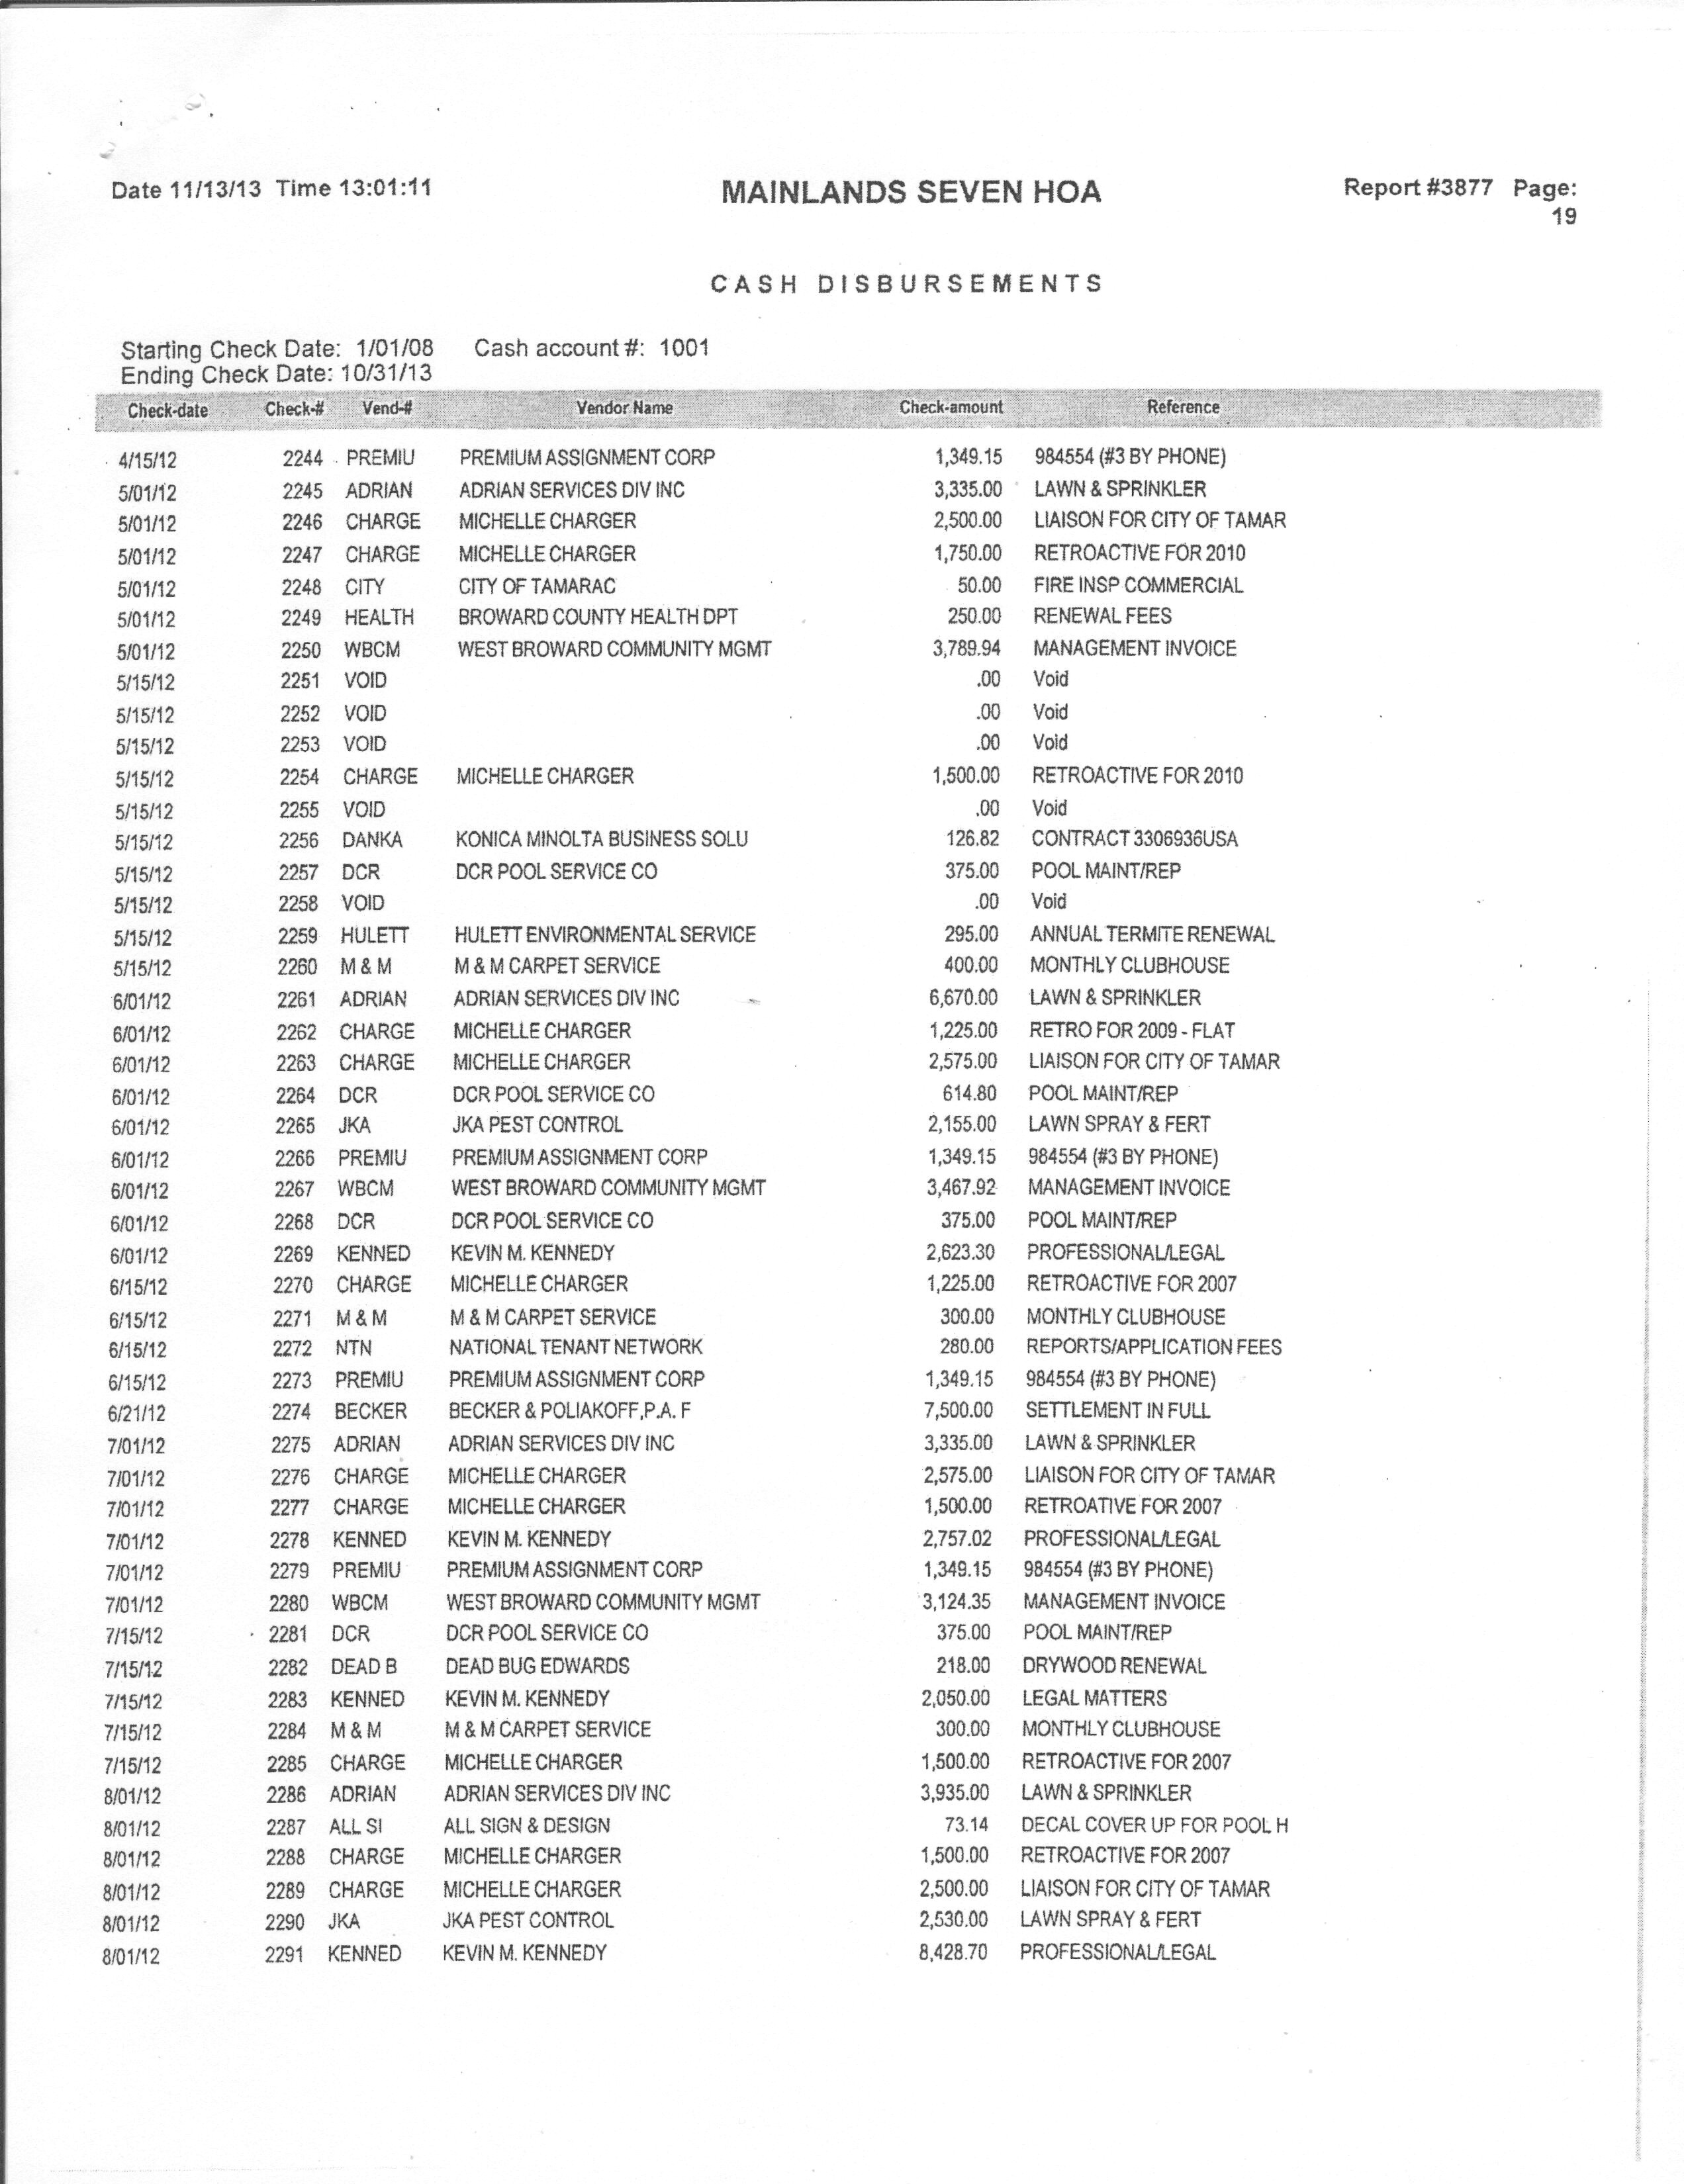 Date 11/13/13 Time 13:01:11 MAINLANDS SEVEN HOA Report #3877 Page:
19
CASH DISBURSEMENTS
Starting Check Date: 1/01/08 Cash account #: 1001
Ending Check Date: 10/31/13
Check-date Check-# Vend-# Vendor Name Check-amount Reference
4/15/12 2244 PREMIU PREMIUM ASSIGNMENT CORP 1,349.15 984554 (#3 BY PHONE)
5/01/12 2245 ADRIAN ADRIAN SERVICES DIV INC 3,335.00 LAWN & SPRINKLER
5/01/12 2246 CHARGE MICHELLE CHARGER 2,500.00 LIAISON FOR CITY OF TAMAR
5/01/12 2247 CHARGE MICHELLE CHARGER 1,750.00 RETROACTIVE FOR 2010
5/01/12 2248 CITY CITY OF TAMARAC 50.00 FIRE INSP COMMERCIAL
5/01/12 2249 HEALTH BROWARD COUNTY HEALTH DPT 250.00 RENEWAL FEES
5/01/12 2250 WBCM WEST BROWARD COMMUNITY MGMT 3,789.94 MANAGEMENT INVOICE
5/15/12 2251 VOID .00 Void
5/15/12 2252 VOID .00 Void
5/15/12 2253 VOID .00 Void
5/15/12 2254 CHARGE MICHELLE CHARGER 1,500.00 RETROACTIVE FOR 2010
5/15/12 2255 VOID .00 Void
5/15/12 2256 DANKA KONICA MINOLTA BUSINESS SOLU 126.82 CONTRACT 3306936USA
5/15/12 2257 DCR DCR POOL SERVICE CO 375.00 POOL MAINT/REP
5/15/12 2258 VOID .00 Void
5/15/12 2259 HULETT HULETT ENVIRONMENTAL SERVICE 295.00 ANNUAL TERMITE RENEWAL
5/15/12 2260 M & M M & M CARPET SERVICE 400.00 MONTHLY CLUBHOUSE
6/01/12 2261 ADRIAN ADRIAN SERVICES DIV INC 6,670.00 LAWN & SPRINKLER
6/01/12 2262 CHARGE MICHELLE CHARGER 1,225.00 RETRO FOR 2009 - FLAT
6/01/12 2263 CHARGE MICHELLE CHARGER 2,575.00 LIAISON FOR CITY OF TAMAR
6/01/12 2264 DCR DCR POOL SERVICE CO 614.80 POOL MAINT/REP
6/01/12 2265 JKA JKA PEST CONTROL 2,155.00 LAWN SPRAY & FERT
6/01/12 2266 PREMIU PREMIUM ASSIGNMENT CORP 1,349.15 984554 (#3 BY PHONE)
6/01/12 2267 WBCM WEST BROWARD COMMUNITY MGMT 3,467.92 MANAGEMENT INVOICE
6/01/12 2268 DCR DCR POOL SERVICE CO 375.00 POOL MAINT/REP
6/01/12 2269 KENNED KEVIN M. KENNEDY 2,623.30 PROFESSIONAL/LEGAL
6/15/12 2270 CHARGE MICHELLE CHARGER 1,225.00 RETROACTIVE FOR 2007
6/15/12 2271 M & M M & M CARPET SERVICE 300.00 MONTHLY CLUBHOUSE
6/15/12 2272 NTN NATIONAL TENANT NETWORK 280.00 REPORTS/APPLICATION FEES
6/15/12 2273 PREMIU PREMIUM ASSIGNMENT CORP 1,349.15 984554 (#3 BY PHONE)
6/21/12 2274 BECKER BECKER & POLIAKOFF,P.A. F 7,500.00 SETTLEMENT IN FULL
7/01/12 2275 ADRIAN ADRIAN SERVICES DIV INC 3,335.00 LAWN & SPRINKLER
7/01/12 2276 CHARGE MICHELLE CHARGER 2,575.00 LIAISON FOR CITY OF TAMAR
7/01/12 2277 CHARGE MICHELLE CHARGER 1,500.00 RETROATIVE FOR 2007
7/01/12 2278 KENNED KEVIN M. KENNEDY 2,757.02 PROFESSIONAL/LEGAL
7/01/12 2279 PREMIU PREMIUM ASSIGNMENT CORP 1,349.15 984554 (#3 BY PHONE)
7/01/12 2280 WBCM WEST BROWARD COMMUNITY MGMT 3,124.35 MANAGEMENT INVOICE
7/15/12 2281 DCR DCR POOL SERVICE CO 375.00 POOL MAINT/REP
7/15/12 2282 DEAD B DEAD BUG EDWARDS 218.00 DRYWOOD RENEWAL
7/15/12 2283 KENNED KEVIN M. KENNEDY 2,050.00 LEGAL MATTERS
7/15/12 2284 M & M M & M CARPET SERVICE 300.00 MONTHLY CLUBHOUSE
7/15/12 2285 CHARGE MICHELLE CHARGER 1,500.00 RETROACTIVE FOR 2007
8/01/12 2286 ADRIAN ADRIAN SERVICES DIV INC 3,935.00 LAWN & SPRINKLER
8/01/12 2287 ALL SI ALL SIGN & DESIGN 73.14 DECAL COVER UP FOR POOL H
8/01/12 2288 CHARGE MICHELLE CHARGER 1,500.00 RETROACTIVE FOR 2007
8/01/12 2289 CHARGE MICHELLE CHARGER 2,500.00 LIAISON FOR CITY OF TAMAR
8/01/12 2290 JKA JKA PEST CONTROL 2,530.00 LAWN SPRAY & FERT
8/01/12 2291 KENNED KEVIN M. KENNEDY 8,428.70 PROFESSIONAL/LEGAL